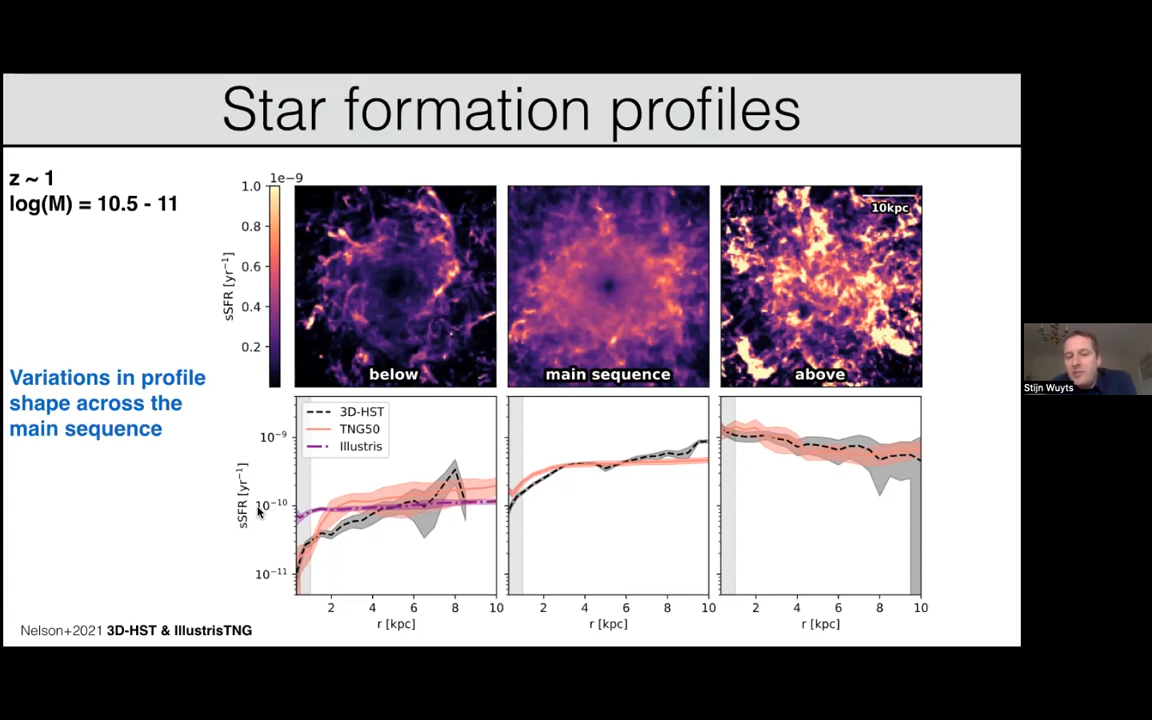 Star formation profiles
z ~ 1
log(M) = 10.5 - 11
Variations in profile
shape across the
main sequence
1e−9
1.0
0.8
0.6
0.4
0.2
sSFR [yr⁻¹]
below
main sequence
10kpc
above
3D-HST
TNG50
Illustris
10⁻⁹
10⁻¹⁰
10⁻¹¹
sSFR [yr⁻¹]
2 4 6 8 10
2 4 6 8 10
2 4 6 8 10
r [kpc]
r [kpc]
r [kpc]
Nelson+2021 3D-HST & IllustrisTNG
Stijn Wuyts